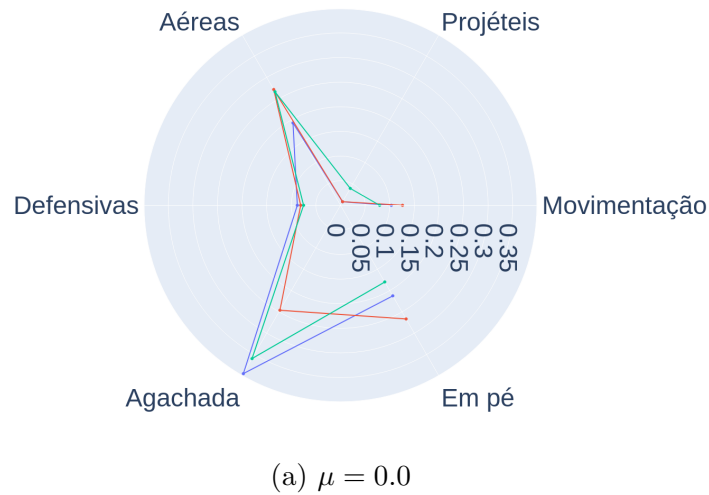 Aéreas
Projéteis
Defensivas
Movimentação
0
0.05
0.1
0.15
0.2
0.25
0.3
0.35
Agachada
Em pé
(a) μ = 0.0